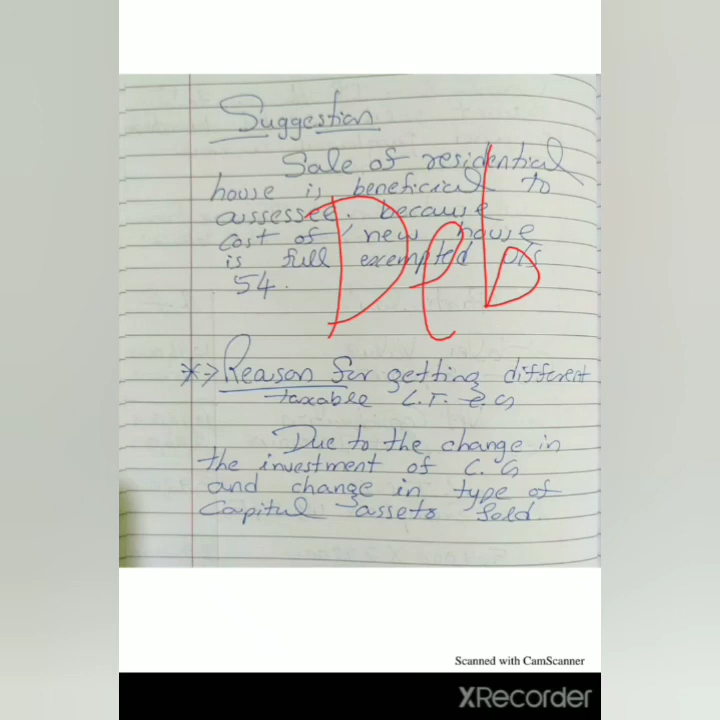 Suggestion
Sale of residential
house is beneficial to
assessee. because
cost of new house
is full exempted o/s
54.
Deb
*⇒ Reason for getting different
taxable L.T. C. G
Due to the change in
the investment of C. G
and change in type of
Capital assets sold.
Scanned with CamScanner
XRecorder